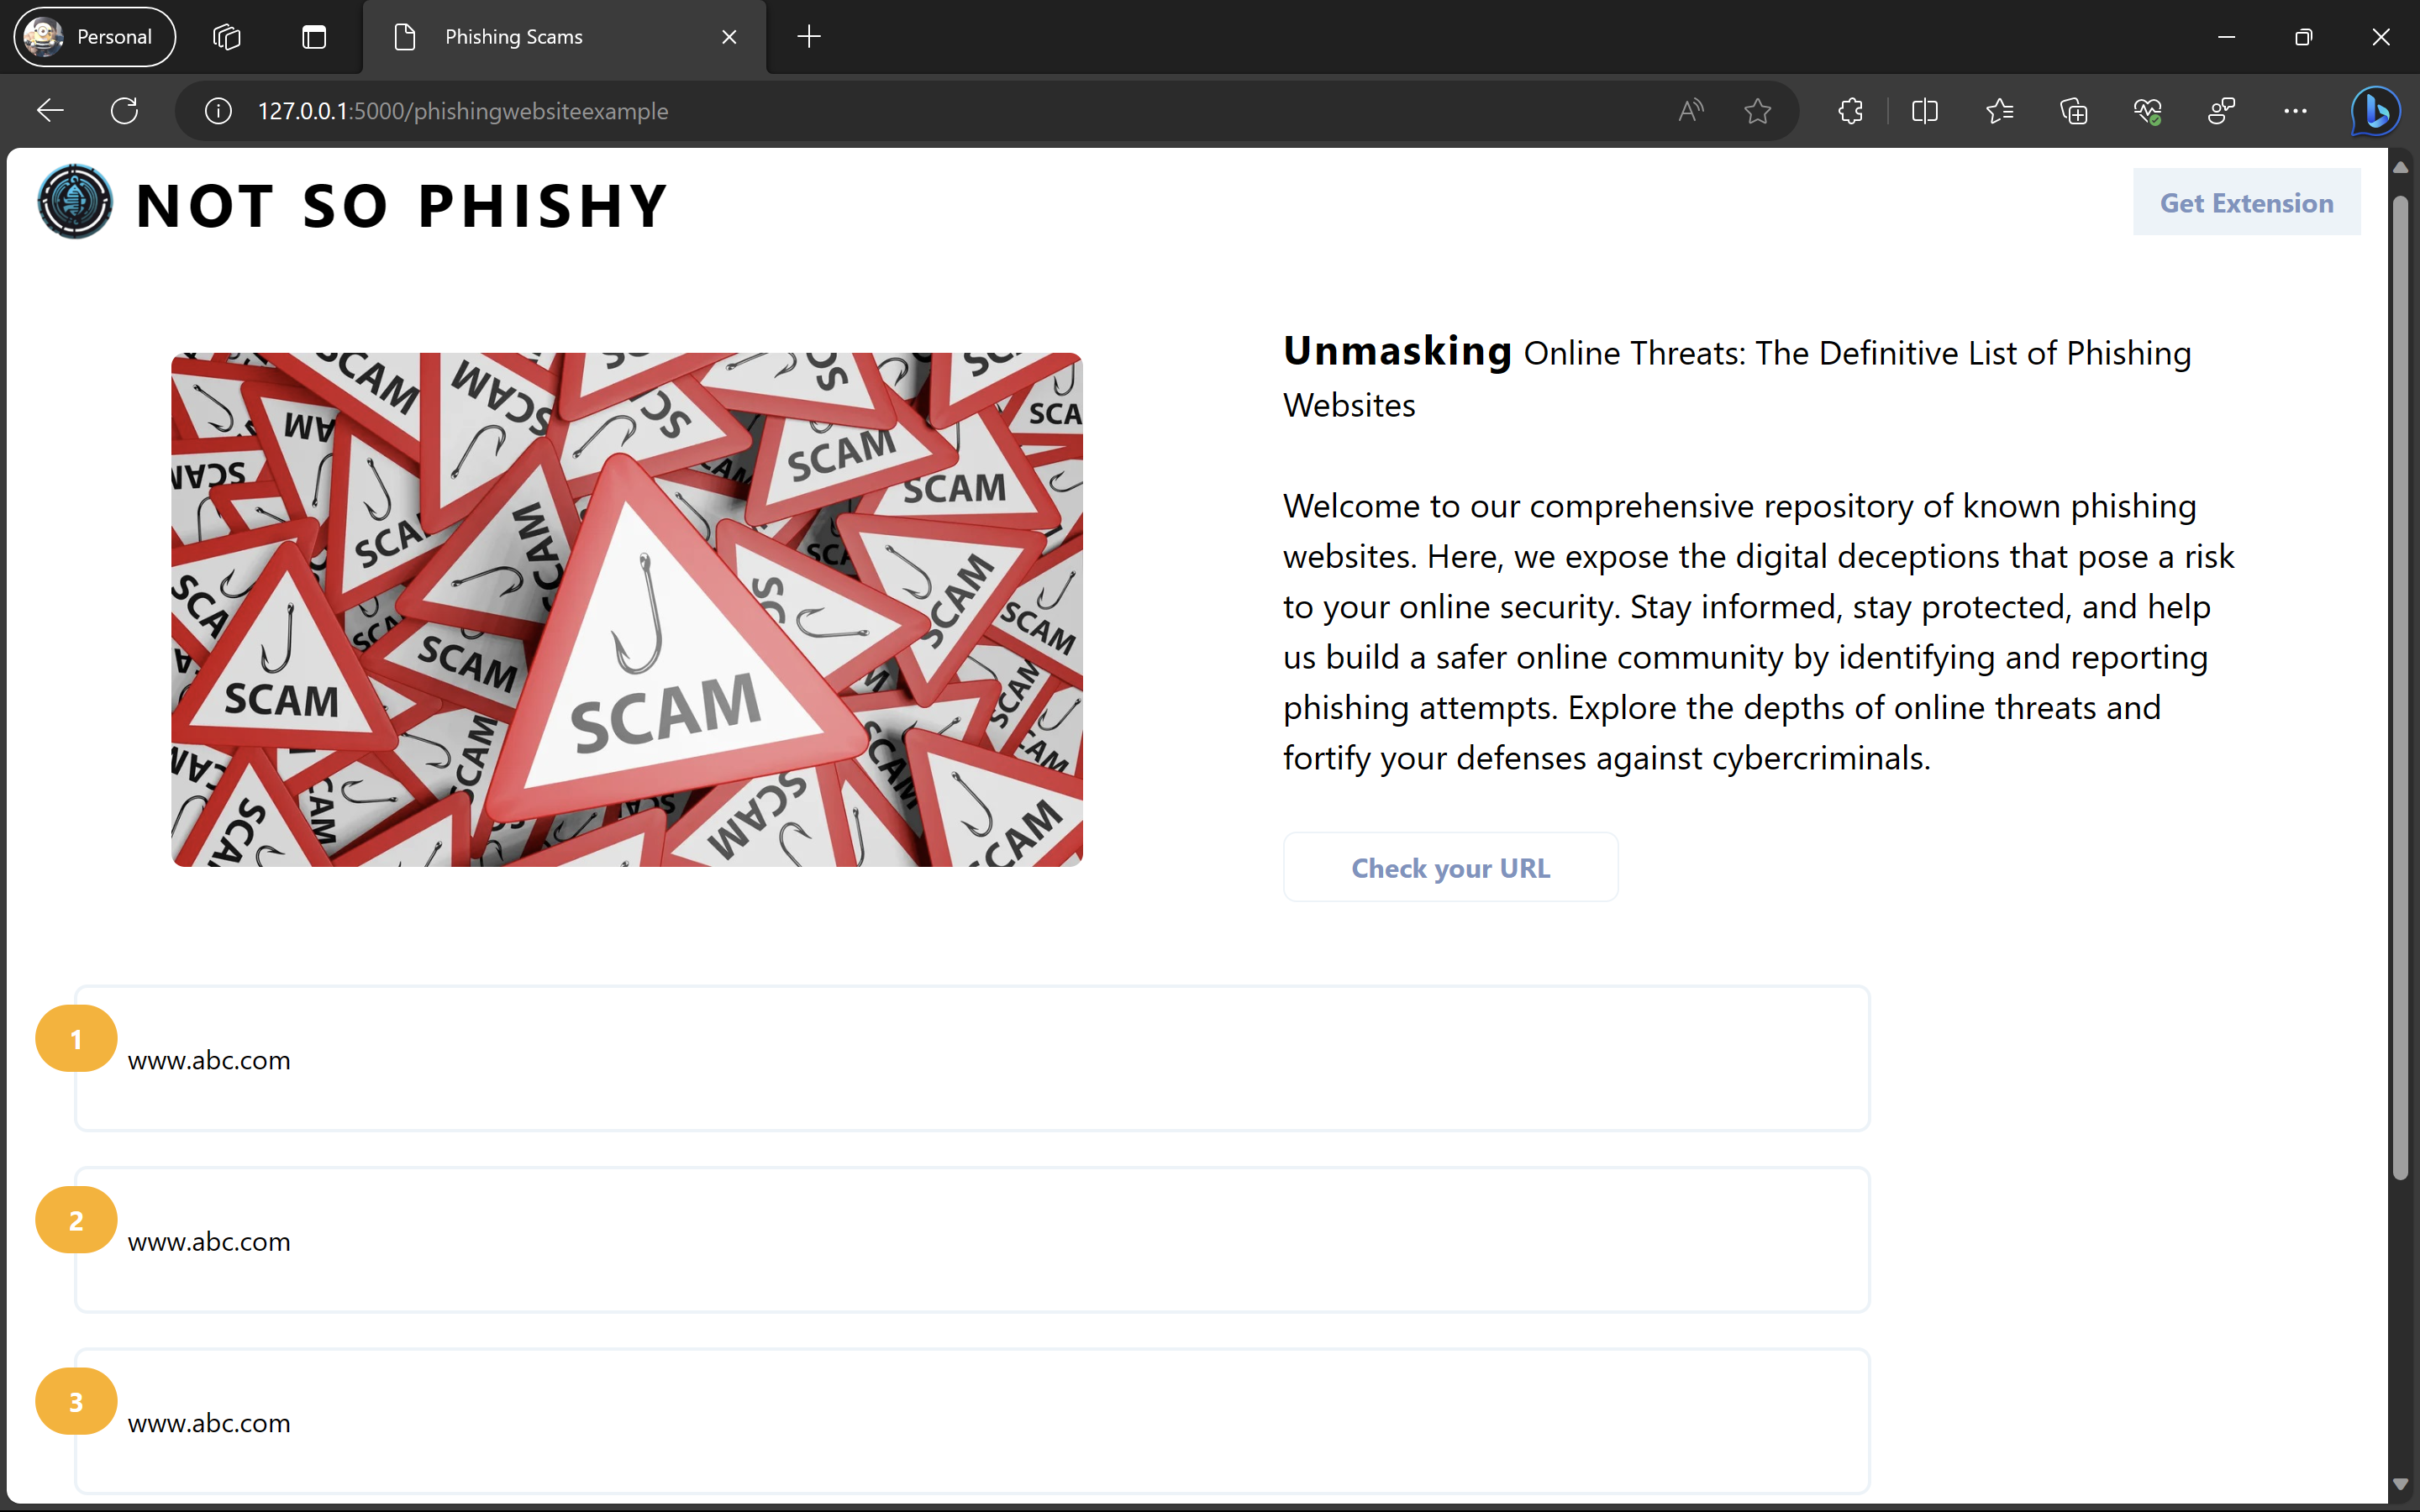 Personal
Phishing Scams
127.0.0.1:5000/phishingwebsiteexample
NOT SO PHISHY
Get Extension
SCAM
SCAM
SCAM
SCAM
SCAM
SCAM
SCAM
SCAM
SCAM
SCAM
Unmasking Online Threats: The Definitive List of Phishing
Websites
Welcome to our comprehensive repository of known phishing
websites. Here, we expose the digital deceptions that pose a risk
to your online security. Stay informed, stay protected, and help
us build a safer online community by identifying and reporting
phishing attempts. Explore the depths of online threats and
fortify your defenses against cybercriminals.
Check your URL
1
www.abc.com
2
www.abc.com
3
www.abc.com